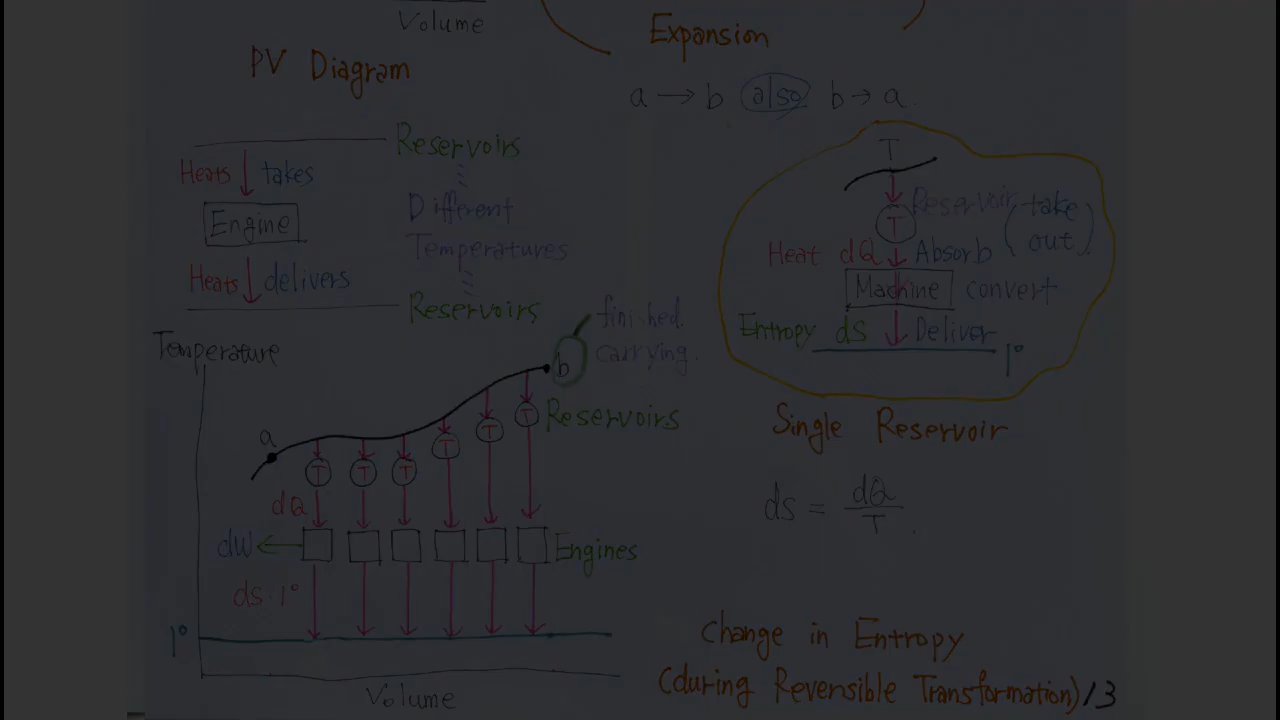 Volume
PV Diagram
Expansion
a → b also b → a
Reservoirs
Heats takes
Different
Engine
Temperatures
Heats delivers
Reservoirs
T
Reservoir (take out)
T
Heat dQ Absorb
Machine convert
Entropy ds Deliver
1°
Single Reservoir
ds = dQ/T
Temperature
finished
carrying.
a
b
T T T T T T Reservoirs
dQ
dW Engines
ds·1°
1°
Volume
Change in Entropy
(during Reversible Transformation) 13